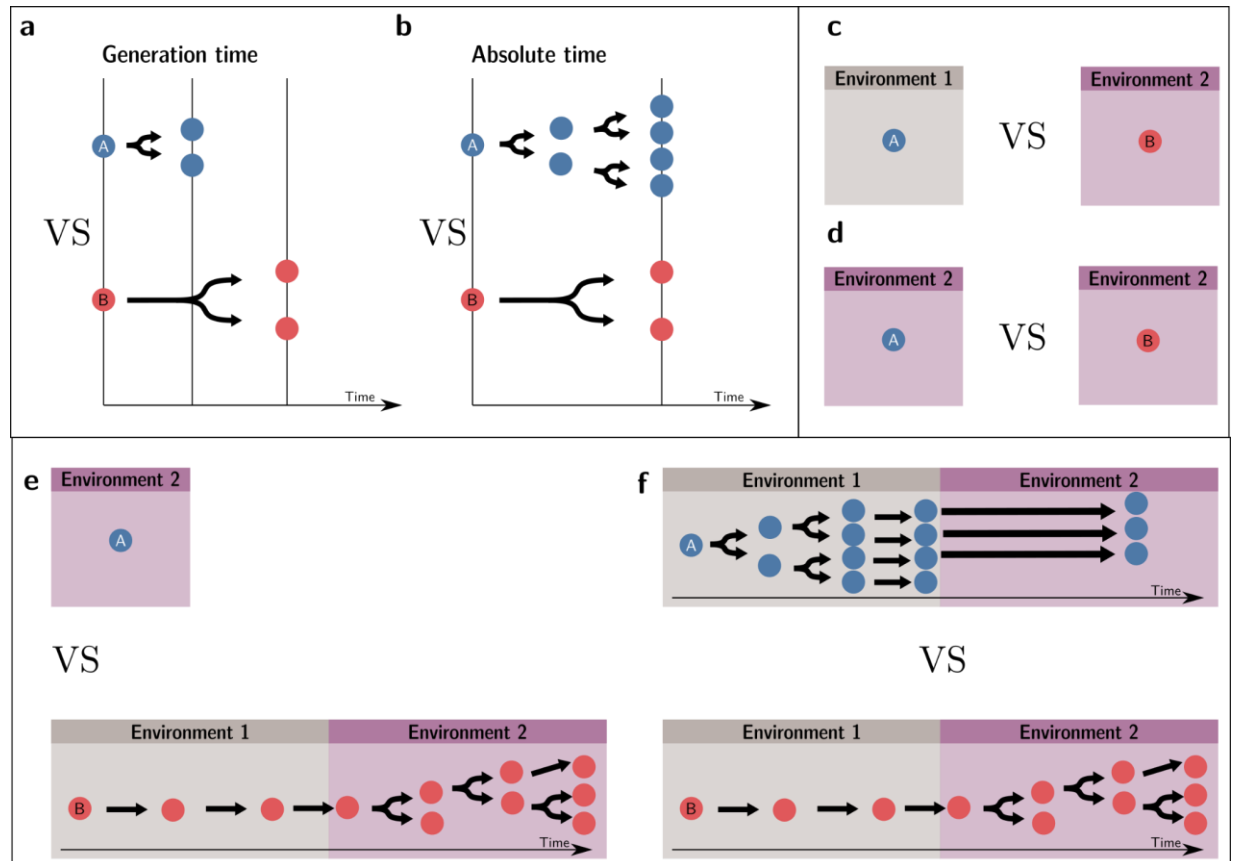 a
Generation time
A
VS
B
Time
b
Absolute time
A
VS
B
Time
c
Environment 1
A
VS
Environment 2
B
d
Environment 2
A
VS
Environment 2
B
e
Environment 2
A
VS
Environment 1
Environment 2
B
Time
f
Environment 1
Environment 2
A
Time
VS
Environment 1
Environment 2
B
Time